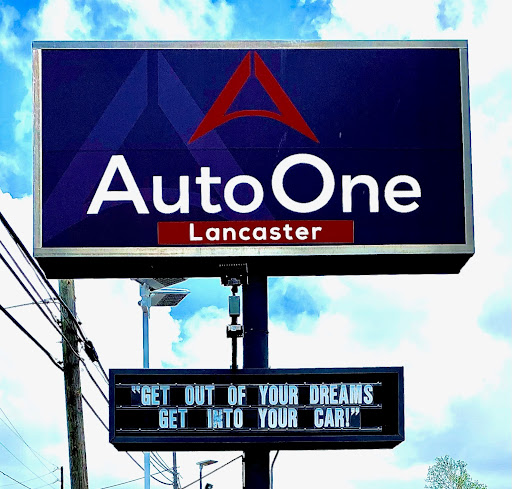 AutoOne
Lancaster
"GET OUT OF YOUR DREAMS
GET INTO YOUR CAR!"